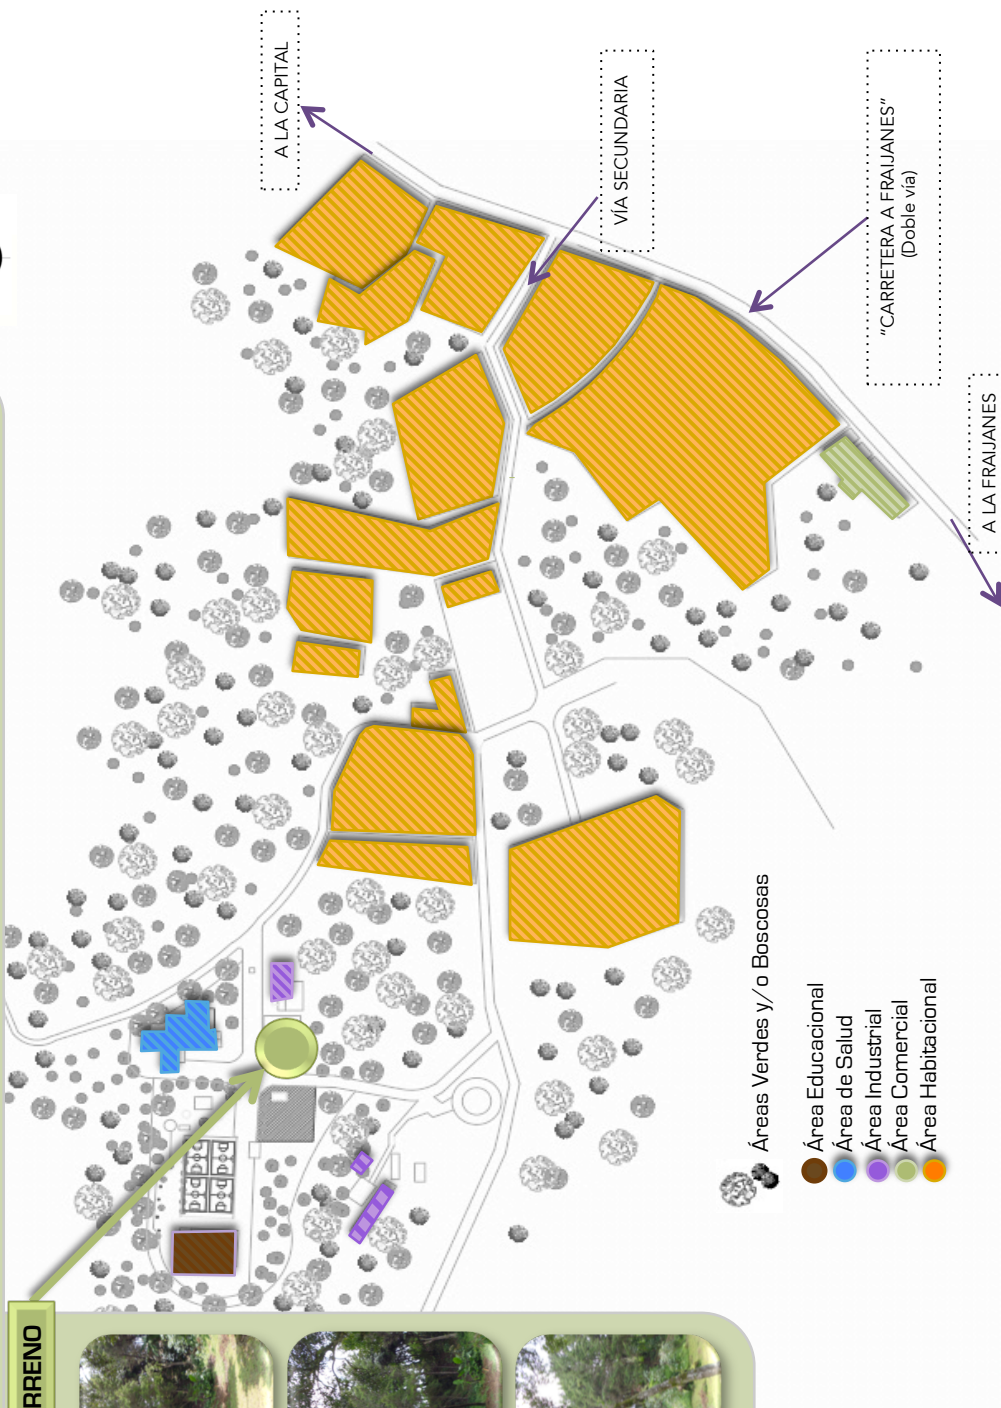 A LA CAPITAL
VÍA SECUNDARIA
“CARRETERA A FRAIJANES”
(Doble vía)
A LA FRAIJANES
Áreas Verdes y/o Boscosas
Área Educacional
Área de Salud
Área Industrial
Área Comercial
Área Habitacional
RRENO